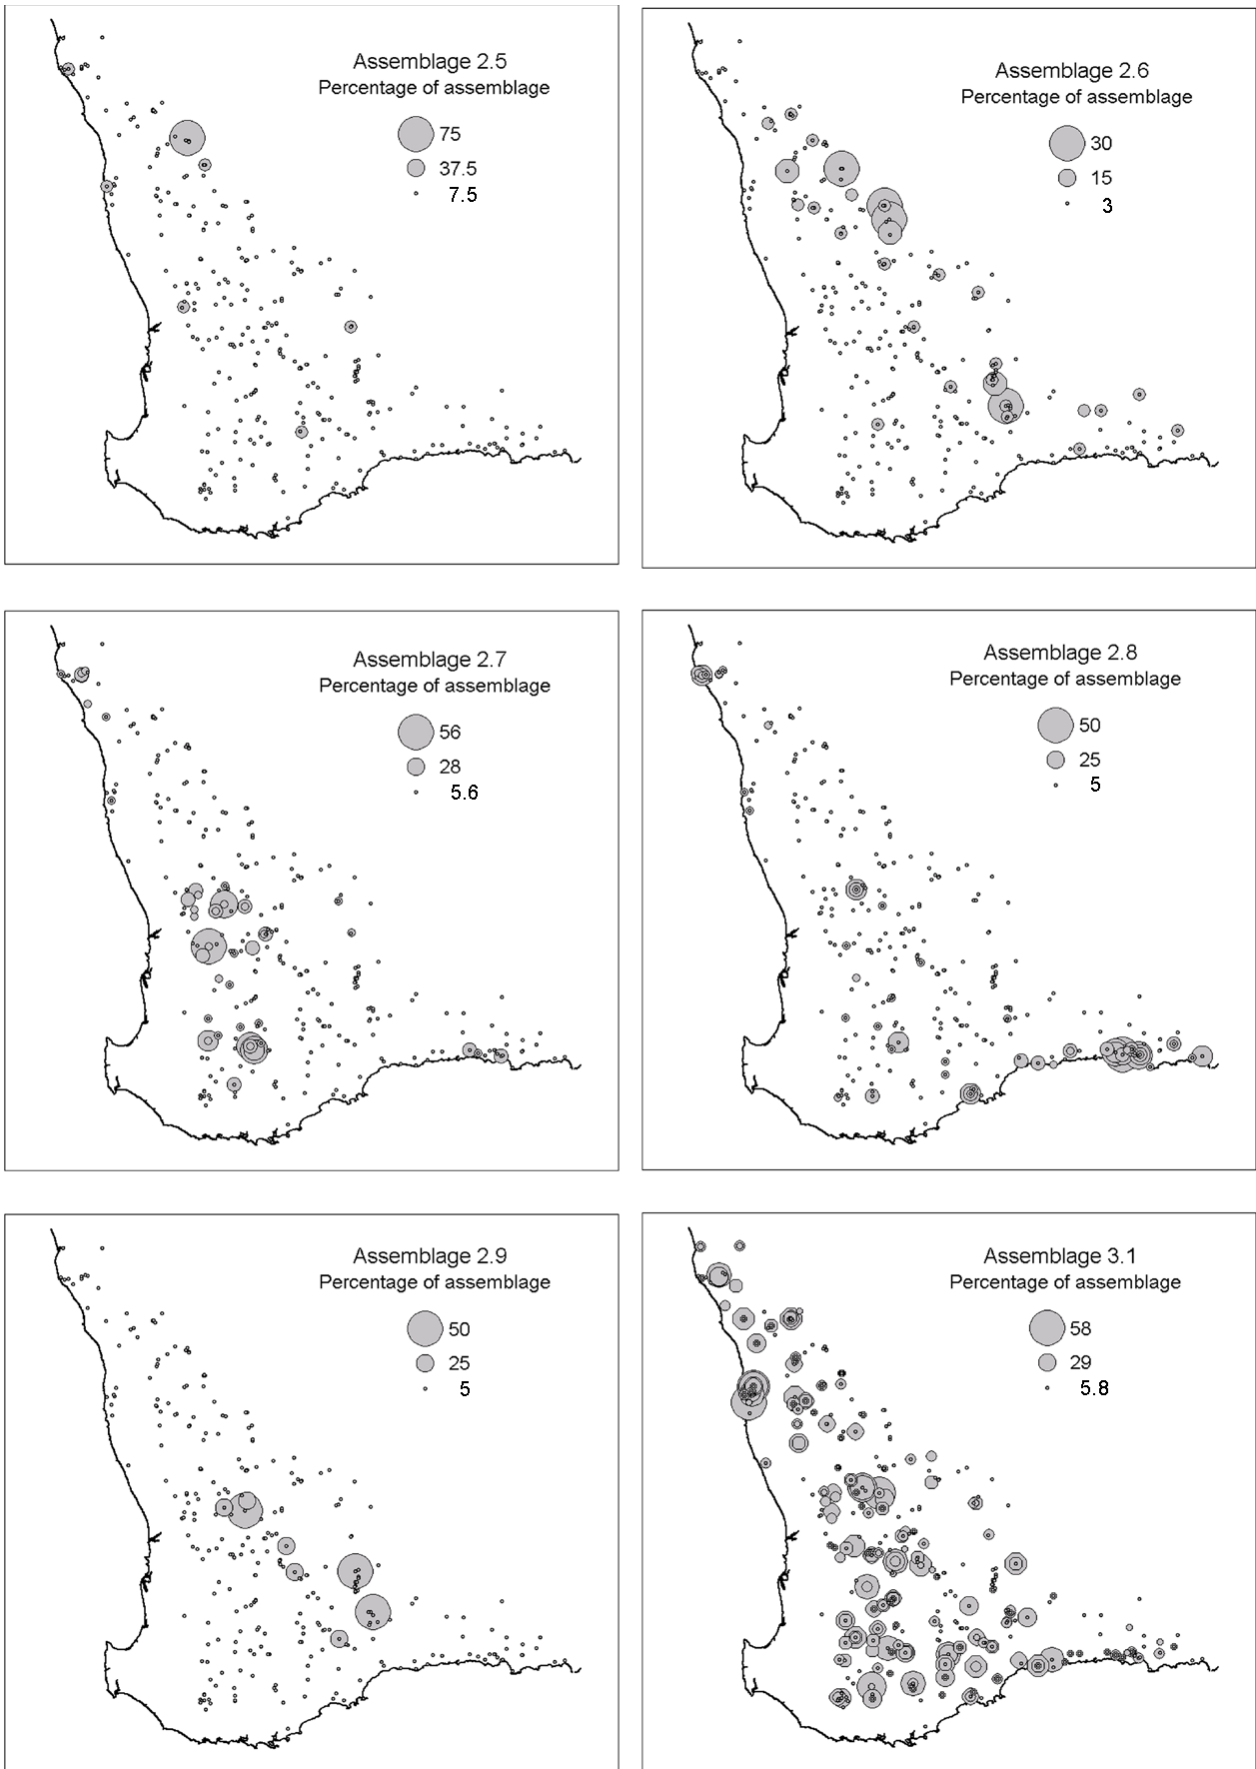 Assemblage 2.5
Percentage of assemblage
75
37.5
7.5
Assemblage 2.6
Percentage of assemblage
30
15
3
Assemblage 2.7
Percentage of assemblage
56
28
5.6
Assemblage 2.8
Percentage of assemblage
50
25
5
Assemblage 2.9
Percentage of assemblage
50
25
5
Assemblage 3.1
Percentage of assemblage
58
29
5.8